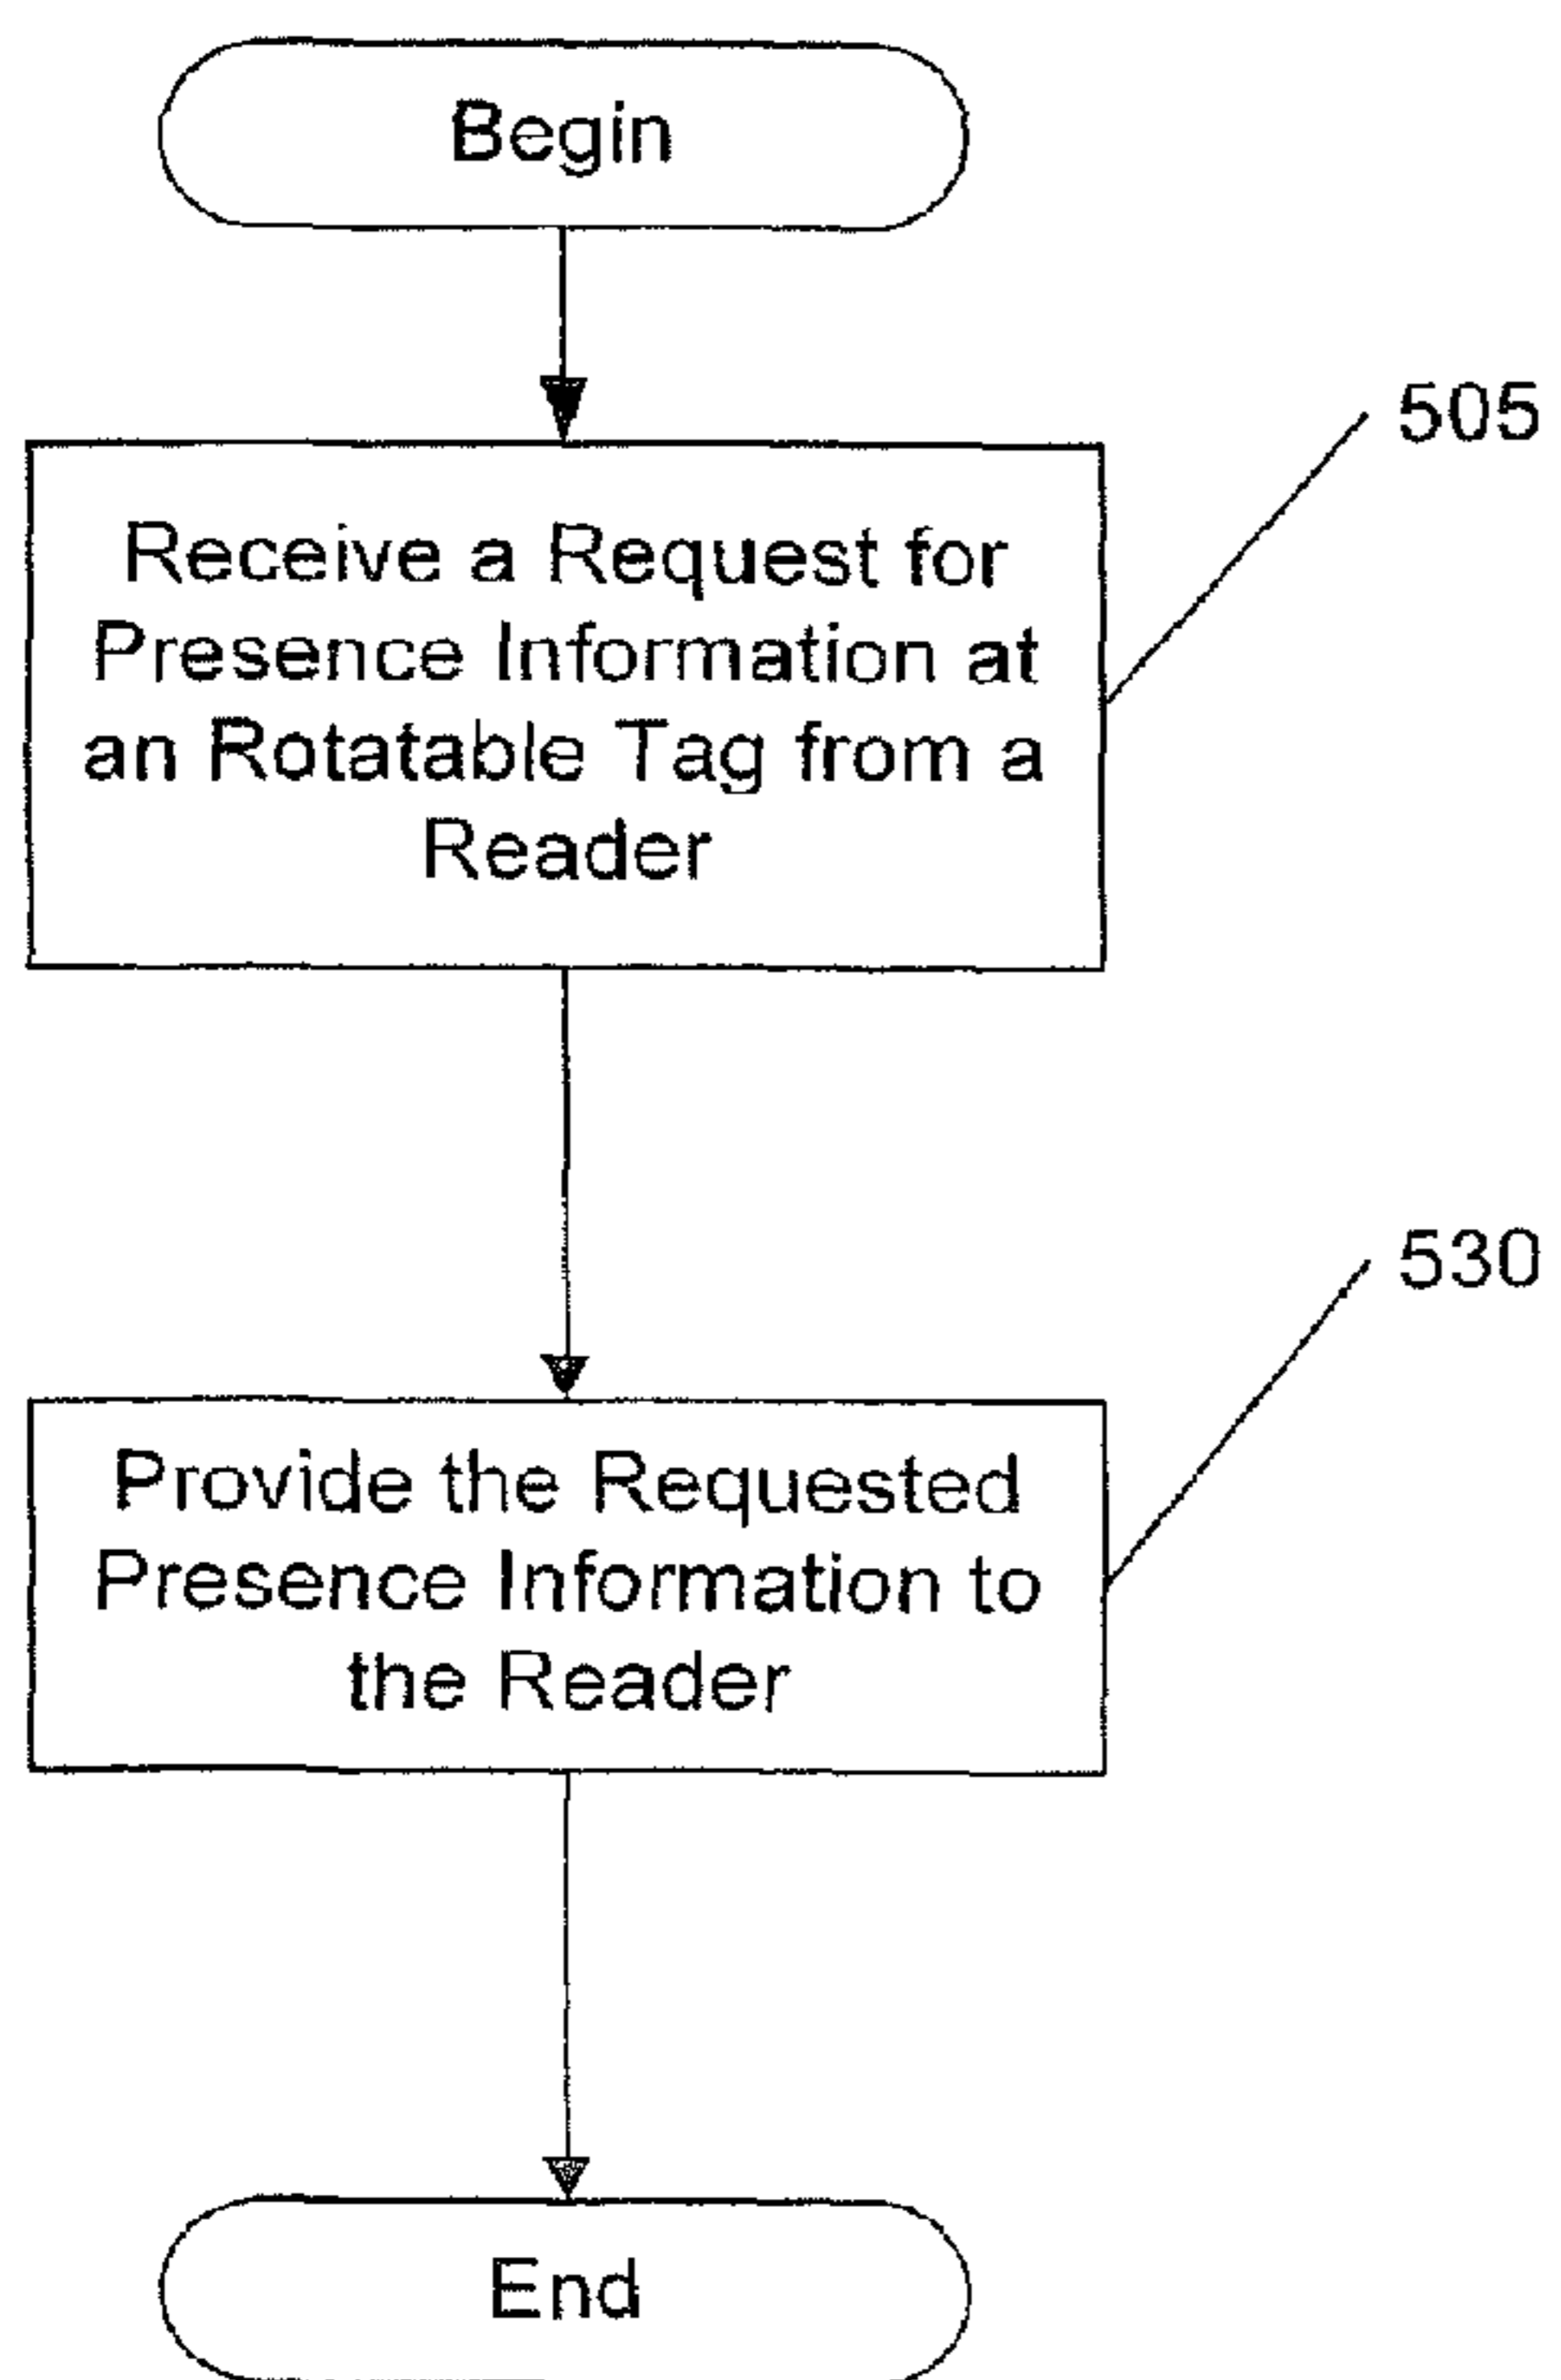 Begin
505
Receive a Request for
Presence Information at
an Rotatable Tag from a
Reader
530
Provide the Requested
Presence Information to
the Reader
End